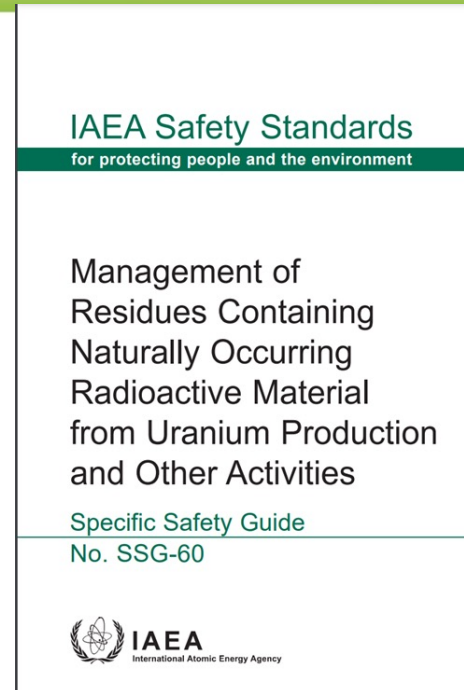 IAEA Safety Standards
for protecting people and the environment
Management of
Residues Containing
Naturally Occurring
Radioactive Material
from Uranium Production
and Other Activities
Specific Safety Guide
No. SSG-60
IAEA
International Atomic Energy Agency